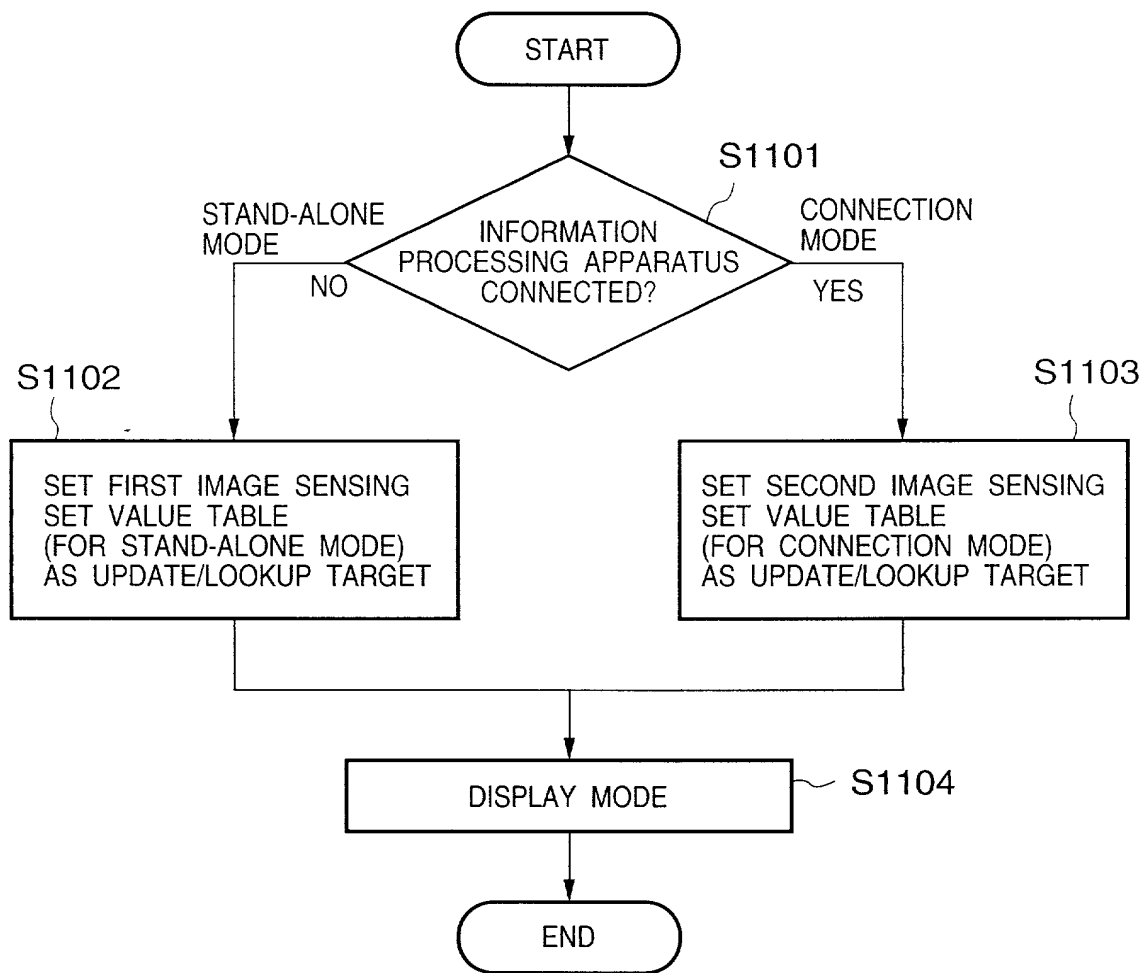 START
S1101
STAND-ALONE
MODE
CONNECTION
MODE
INFORMATION
PROCESSING APPARATUS
CONNECTED?
NO
YES
S1102
S1103
SET FIRST IMAGE SENSING
SET VALUE TABLE
(FOR STAND-ALONE MODE)
AS UPDATE/LOOKUP TARGET
SET SECOND IMAGE SENSING
SET VALUE TABLE
(FOR CONNECTION MODE)
AS UPDATE/LOOKUP TARGET
DISPLAY MODE
S1104
END